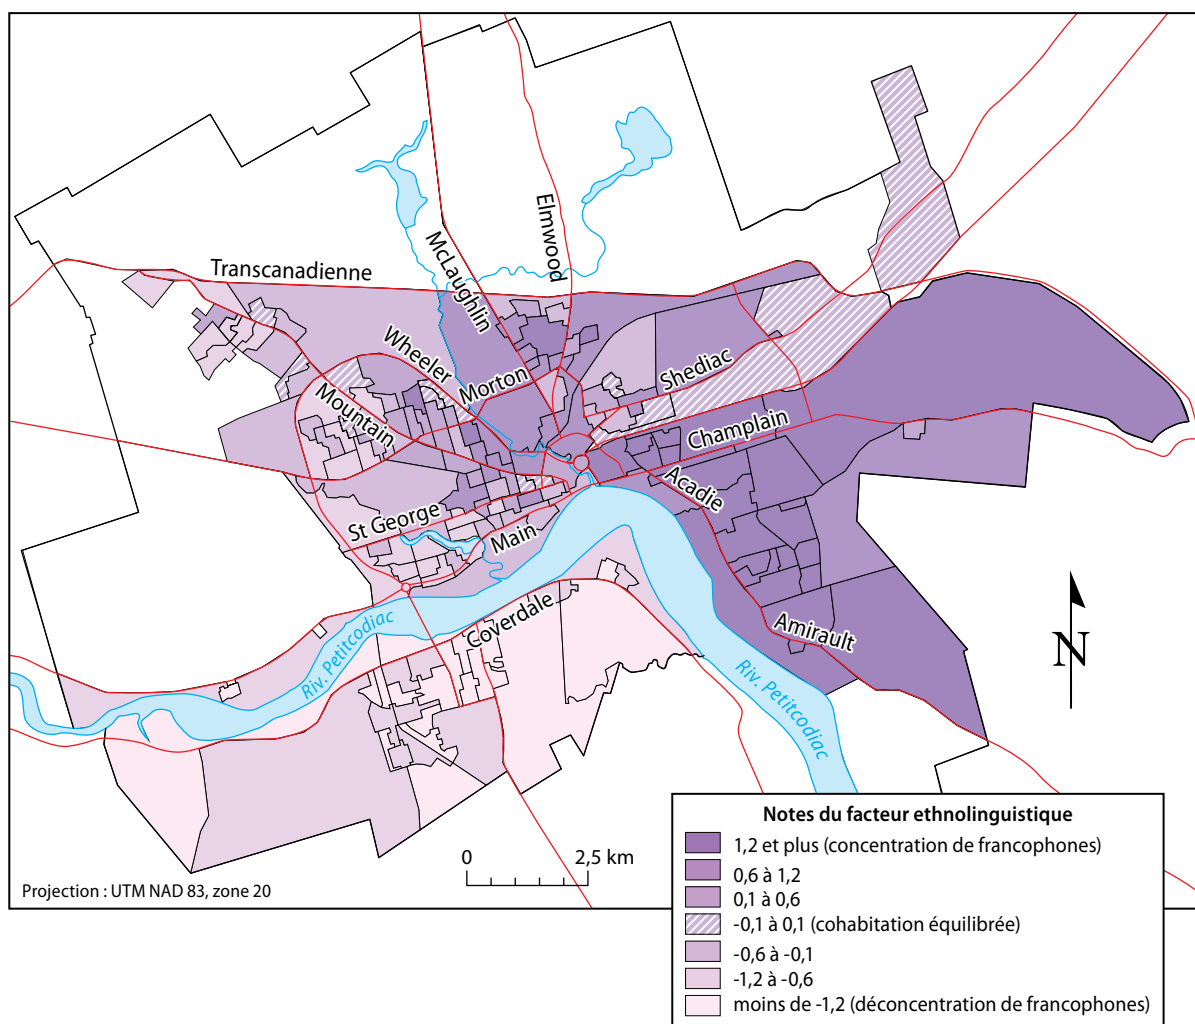 Transcanadienne
McLaughlin
Elmwood
Wheeler
Morton
Mountain
Shediac
Champlain
Acadie
St George
Main
Coverdale
Amirault
Riv. Petitcodiac
Riv. Petitcodiac
N
0 2,5 km
Projection : UTM NAD 83, zone 20
Notes du facteur ethnolinguistique
1,2 et plus (concentration de francophones)
0,6 à 1,2
0,1 à 0,6
-0,1 à 0,1 (cohabitation équilibrée)
-0,6 à -0,1
-1,2 à -0,6
moins de -1,2 (déconcentration de francophones)